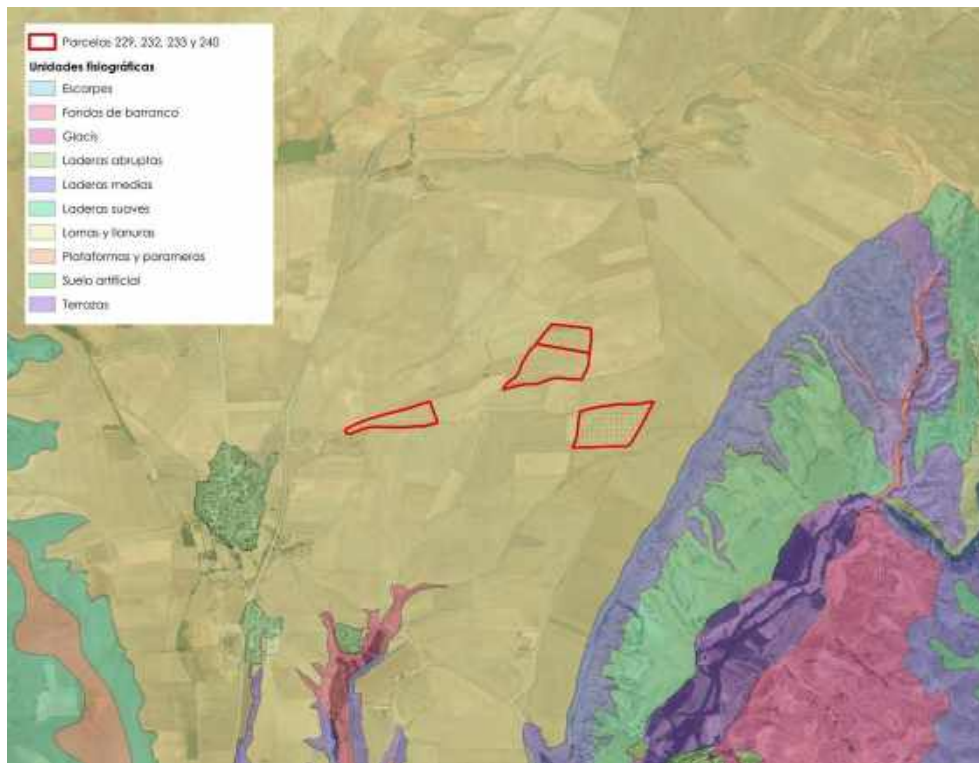 Parcelas 229, 232, 233 y 240
Unidades fisiográficas
Escarpes
Fondos de barranco
Glacis
Laderas abruptas
Laderas medias
Laderas suaves
Lomas y llanuras
Plataformas y parameras
Suelo artificial
Terrazas